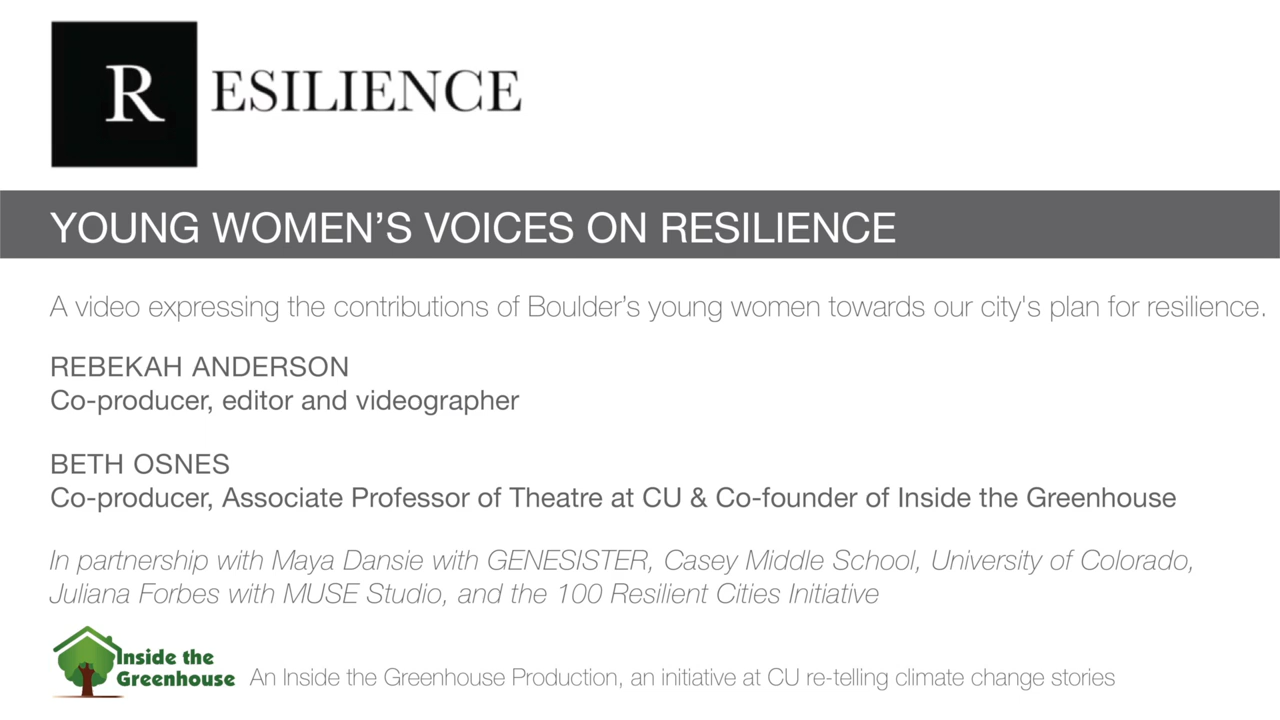 RESILIENCE
YOUNG WOMEN’S VOICES ON RESILIENCE
A video expressing the contributions of Boulder’s young women towards our city's plan for resilience.
REBEKAH ANDERSON
Co-producer, editor and videographer
BETH OSNES
Co-producer, Associate Professor of Theatre at CU & Co-founder of Inside the Greenhouse
In partnership with Maya Dansie with GENESISTER, Casey Middle School, University of Colorado,
Juliana Forbes with MUSE Studio, and the 100 Resilient Cities Initiative
Inside the
Greenhouse
An Inside the Greenhouse Production, an initiative at CU re-telling climate change stories